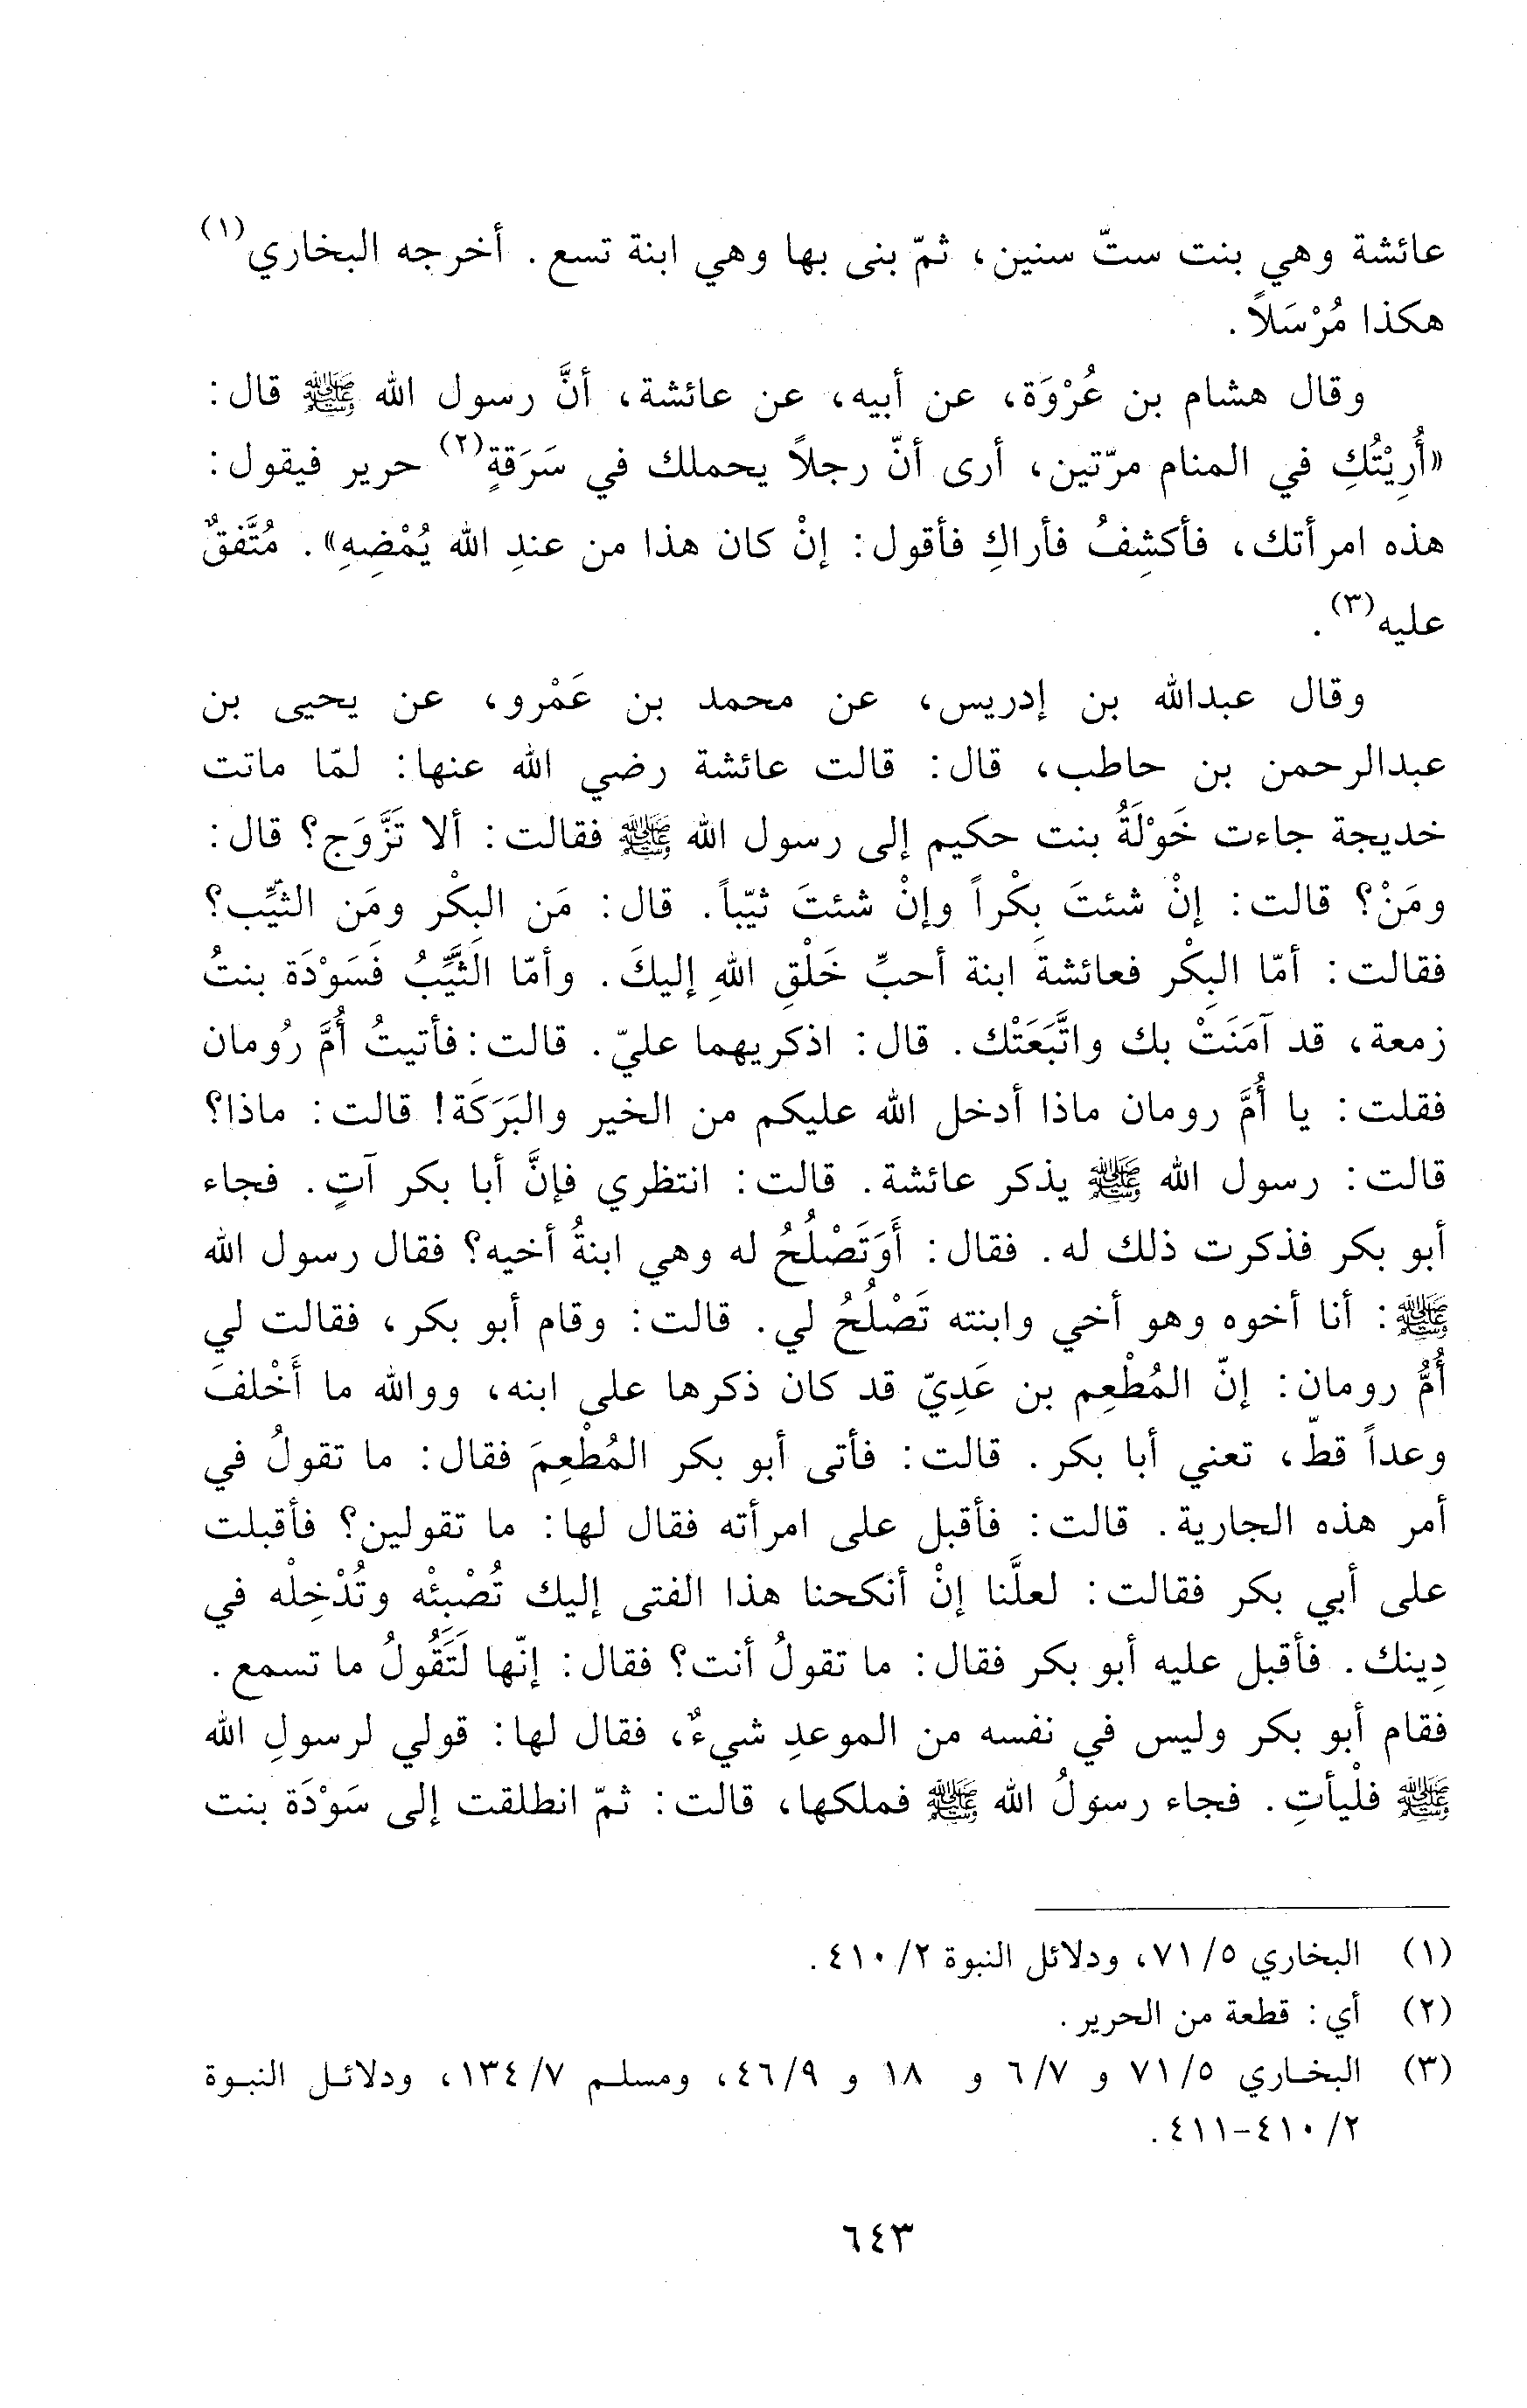 عائشة وهي بنت ستّ سنين، ثمّ بنى بها وهي ابنة تسع. أخرجه البخاري(١)
هكذا مُرْسَلاً.
وقال هشام بن عُرْوَة، عن أبيه، عن عائشة، أنَّ رسول الله ﷺ قال:
«أُرِيْتُكِ في المنام مرّتين، أرى أنّ رجلاً يحملك في سَرَقةٍ(٢) حرير فيقول:
هذه امرأتك، فأكشِفُ فأراكِ فأقول: إنْ كان هذا من عندِ الله يُمْضِهِ». مُتَّفقٌ
عليه(٣).
وقال عبدالله بن إدريس، عن محمد بن عَمْرو، عن يحيى بن
عبدالرحمن بن حاطب، قال: قالت عائشة رضي الله عنها: لمّا ماتت
خديجة جاءت خَوْلَةُ بنت حكيم إلى رسول الله ﷺ فقالت: ألا تَزَّوَج؟ قال:
ومَنْ؟ قالت: إنْ شئتَ بِكْراً وإنْ شئتَ ثيّباً. قال: مَن البِكْر ومَن الثيِّب؟
فقالت: أمّا البِكْر فعائشة ابنة أحبِّ خَلْقِ اللهِ إليكَ. وأمّا الثَّيِّبُ فَسَوْدَة بنتُ
زمعة، قد آمَنَتْ بك واتَّبَعَتْك. قال: اذكريهما عليّ. قالت: فأتيتُ أُمَّ رُومان
فقلت: يا أُمَّ رومان ماذا أدخل الله عليكم من الخير والبَرَكَة! قالت: ماذا؟
قالت: رسول الله ﷺ يذكر عائشة. قالت: انتظري فإنَّ أبا بكر آتٍ. فجاء
أبو بكر فذكرت ذلك له. فقال: أَوَتَصْلُحُ له وهي ابنةُ أخيه؟ فقال رسول الله
ﷺ: أنا أخوه وهو أخي وابنته تَصْلُحُ لي. قالت: وقام أبو بكر، فقالت لي
أُمُّ رومان: إنّ المُطْعِم بن عَدِيّ قد كان ذكرها على ابنه، ووالله ما أَخْلفَ
وعداً قطّ، تعني أبا بكر. قالت: فأتى أبو بكر المُطْعِمَ فقال: ما تقولُ في
أمر هذه الجارية. قالت: فأقبل على امرأته فقال لها: ما تقولين؟ فأقبلت
على أبي بكر فقالت: لعلَّنا إنْ أنكحنا هذا الفتى إليك تُصْبِئْه وتُدْخِلْه في
دِينك. فأقبل عليه أبو بكر فقال: ما تقولُ أنت؟ فقال: إنّها لَتَقُولُ ما تسمع.
فقام أبو بكر وليس في نفسه من الموعدِ شيءٌ، فقال لها: قولي لرسولِ الله
ﷺ فلْيأتِ. فجاء رسولُ الله ﷺ فملكها، قالت: ثمّ انطلقت إلى سَوْدَة بنت
(١) البخاري ٥/ ٧١، ودلائل النبوة ٢/ ٤١٠.
(٢) أي: قطعة من الحرير.
(٣) البخاري ٥/ ٧١ و ٧/ ٦ و ١٨ و ٩/ ٤٦، ومسلم ٧/ ١٣٤، ودلائل النبوة
٢/ ٤١٠-٤١١.
٦٤٣